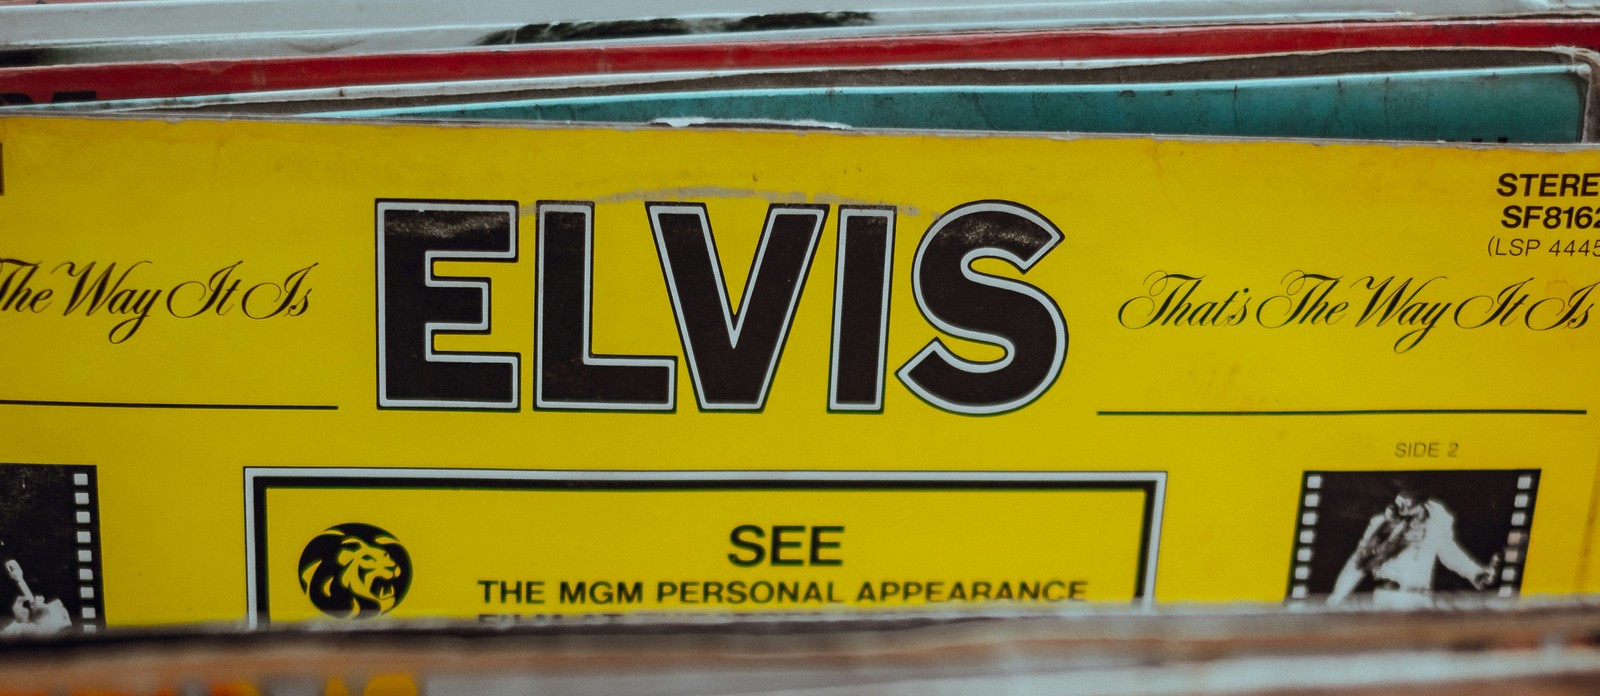 STERE
SF8162
(LSP 4445
The Way It Is
ELVIS
That's The Way It Is
SIDE 2
SEE
THE MGM PERSONAL APPEARANCE